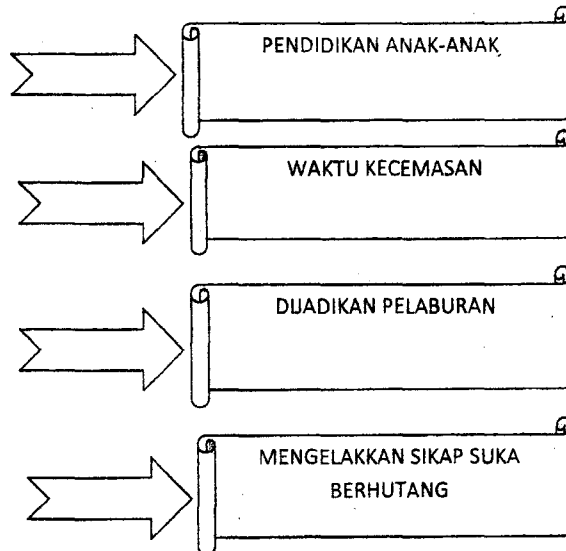 PENDIDIKAN ANAK-ANAK
WAKTU KECEMASAN
DIJADIKAN PELABURAN
MENGELAKKAN SIKAP SUKA
BERHUTANG